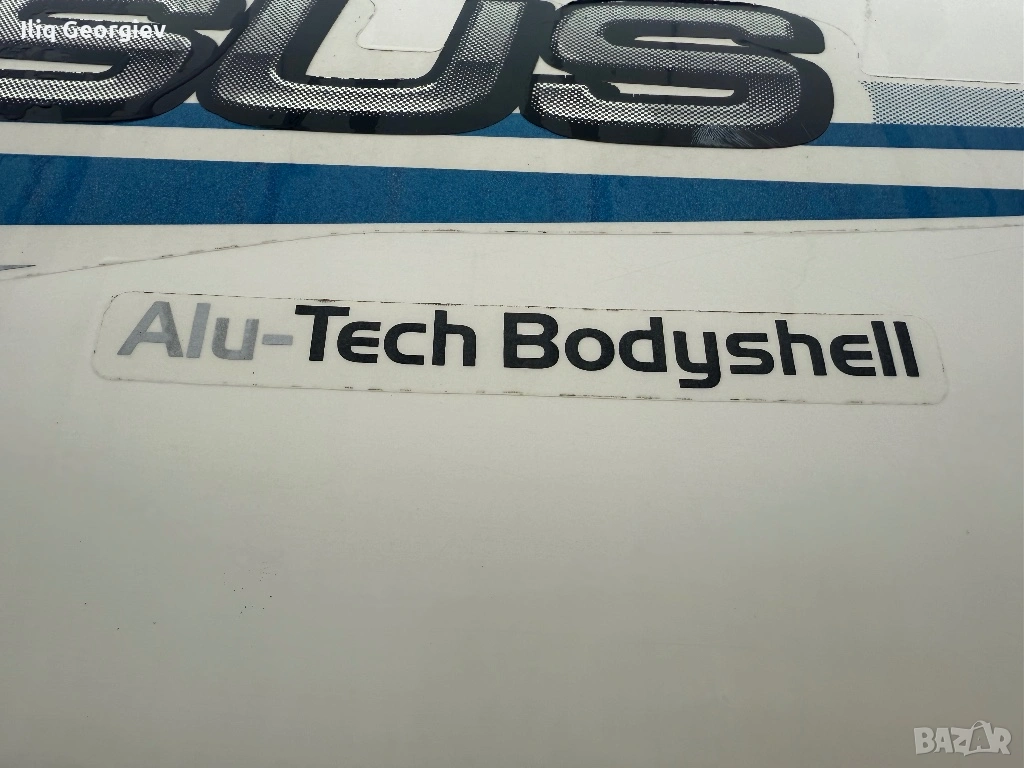 Iliq Georgiev
SUS
Alu-Tech Bodyshell
BAZAR